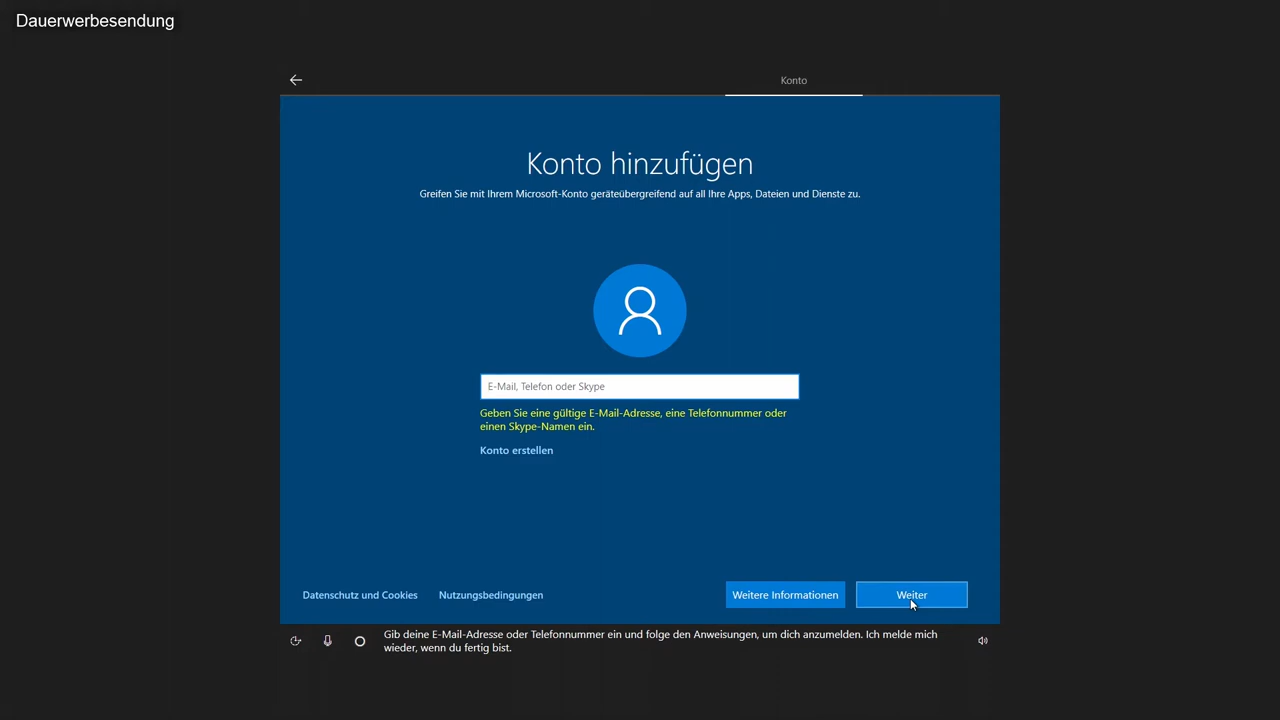 Dauerwerbesendung
Konto
Konto hinzufügen
Greifen Sie mit Ihrem Microsoft-Konto geräteübergreifend auf all Ihre Apps, Dateien und Dienste zu.
E-Mail, Telefon oder Skype
Geben Sie eine gültige E-Mail-Adresse, eine Telefonnummer oder
einen Skype-Namen ein.
Konto erstellen
Datenschutz und Cookies
Nutzungsbedingungen
Weitere Informationen
Weiter
Gib deine E-Mail-Adresse oder Telefonnummer ein und folge den Anweisungen, um dich anzumelden. Ich melde mich
wieder, wenn du fertig bist.